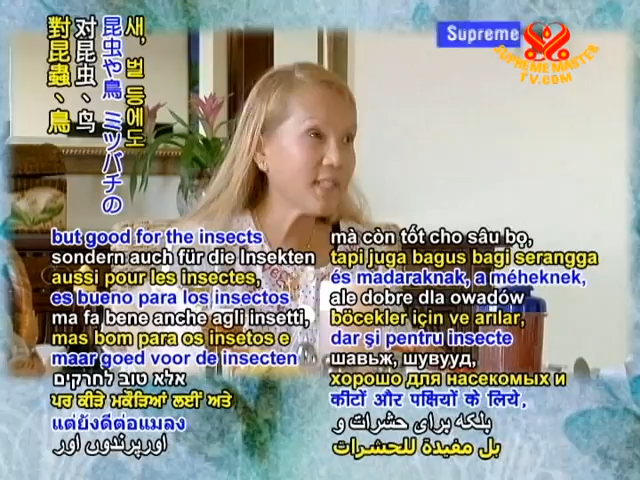 Supreme
SUPREME MASTER
TV.COM
새, 벌 등에도
昆虫や鳥 ミツバチの
对昆虫、鸟
對昆蟲、鳥
but good for the insects
sondern auch für die Insekten
aussi pour les insectes,
es bueno para los insectos
ma fa bene anche agli insetti,
mas bom para os insetos e
maar goed voor de insecten
אלא טוב לחרקים
ਪਰ ਕੀੜੇ ਮਕੌੜਿਆਂ ਲਈਂ ਅਤੇ
แต่ยังดีต่อแมลง
اورپرندوں اور
mà còn tốt cho sâu bọ,
tapi juga bagus bagi serangga
és madaraknak, a méheknek,
ale dobre dla owadów
böcekler için ve arilar,
dar şi pentru insecte
шавьж, шувууд,
хорошо для насекомых и
कीटों और पक्षियों के लिये,
بلکه برای حشرات و
بل مفيدة للحشرات